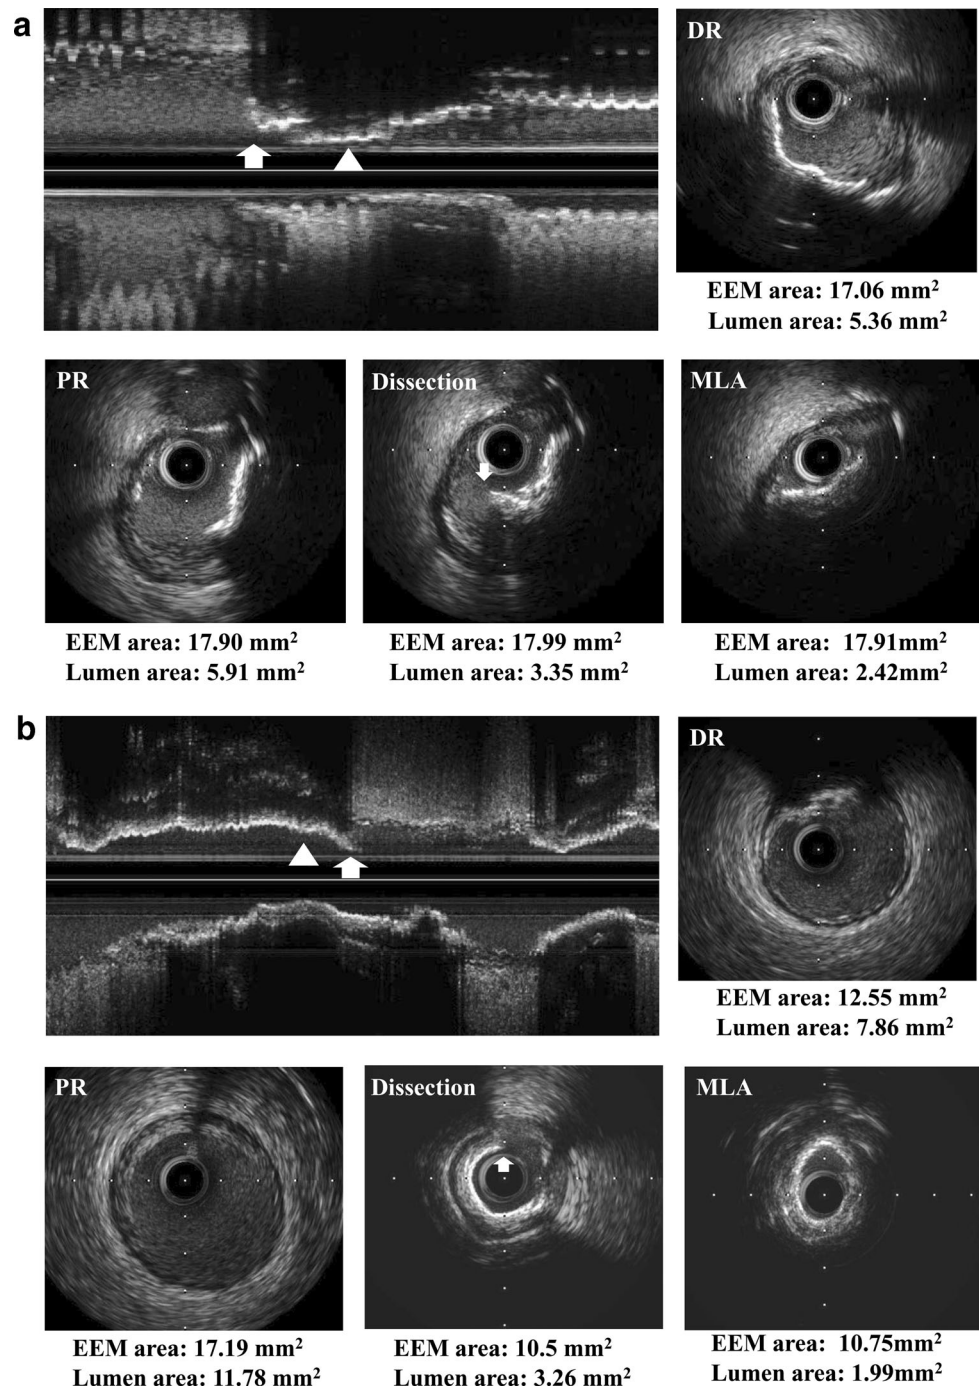 a
DR
EEM area: 17.06 mm²
Lumen area: 5.36 mm²
PR
Dissection
MLA
EEM area: 17.90 mm²
Lumen area: 5.91 mm²
EEM area: 17.99 mm²
Lumen area: 3.35 mm²
EEM area: 17.91mm²
Lumen area: 2.42mm²
b
DR
EEM area: 12.55 mm²
Lumen area: 7.86 mm²
PR
Dissection
MLA
EEM area: 17.19 mm²
Lumen area: 11.78 mm²
EEM area: 10.5 mm²
Lumen area: 3.26 mm²
EEM area: 10.75mm²
Lumen area: 1.99mm²